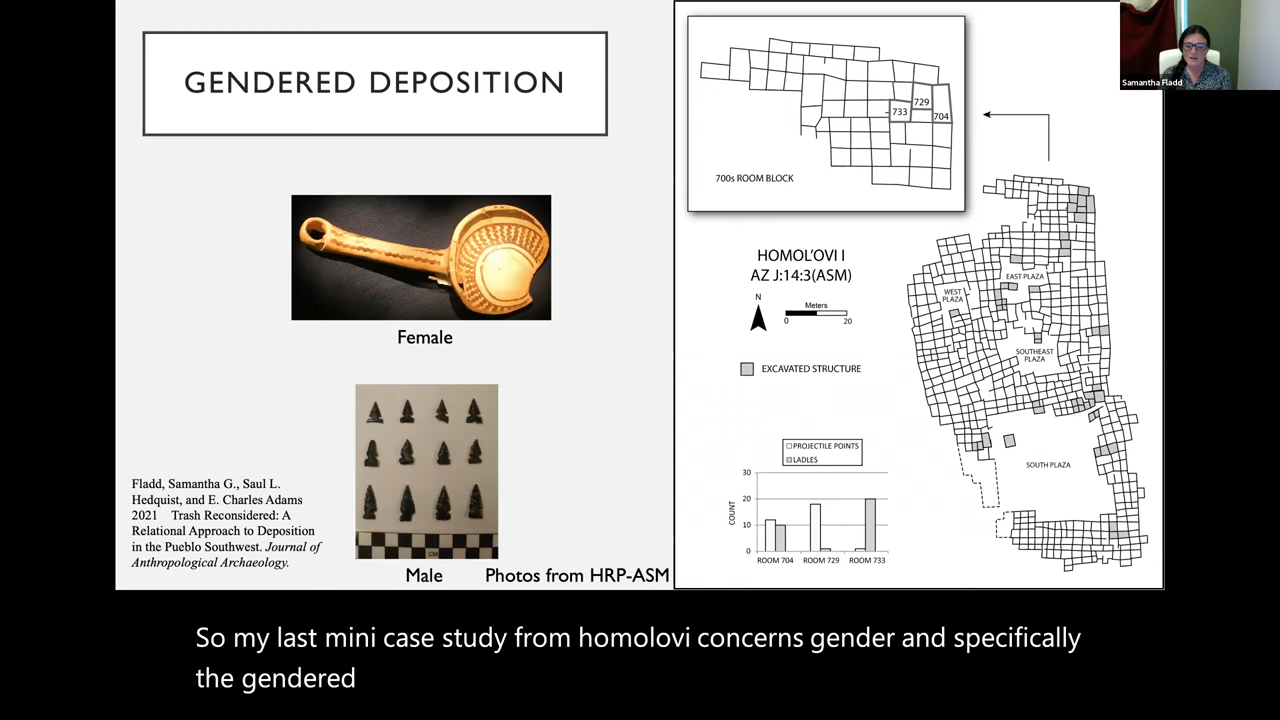 GENDERED DEPOSITION
Female
Male
Photos from HRP-ASM
Fladd, Samantha G., Saul L.
Hedquist, and E. Charles Adams
2021 Trash Reconsidered: A
Relational Approach to Deposition
in the Pueblo Southwest. Journal of
Anthropological Archaeology.
CM
733
729
704
700s ROOM BLOCK
HOMOL'OVI I
AZ J:14:3(ASM)
N
Meters
0 20
EXCAVATED STRUCTURE
WEST
PLAZA
EAST PLAZA
SOUTHEAST
PLAZA
SOUTH PLAZA
PROJECTILE POINTS
LADLES
COUNT
30
20
10
0
ROOM 704 ROOM 729 ROOM 733
Samantha Fladd
So my last mini case study from homolovi concerns gender and specifically
the gendered